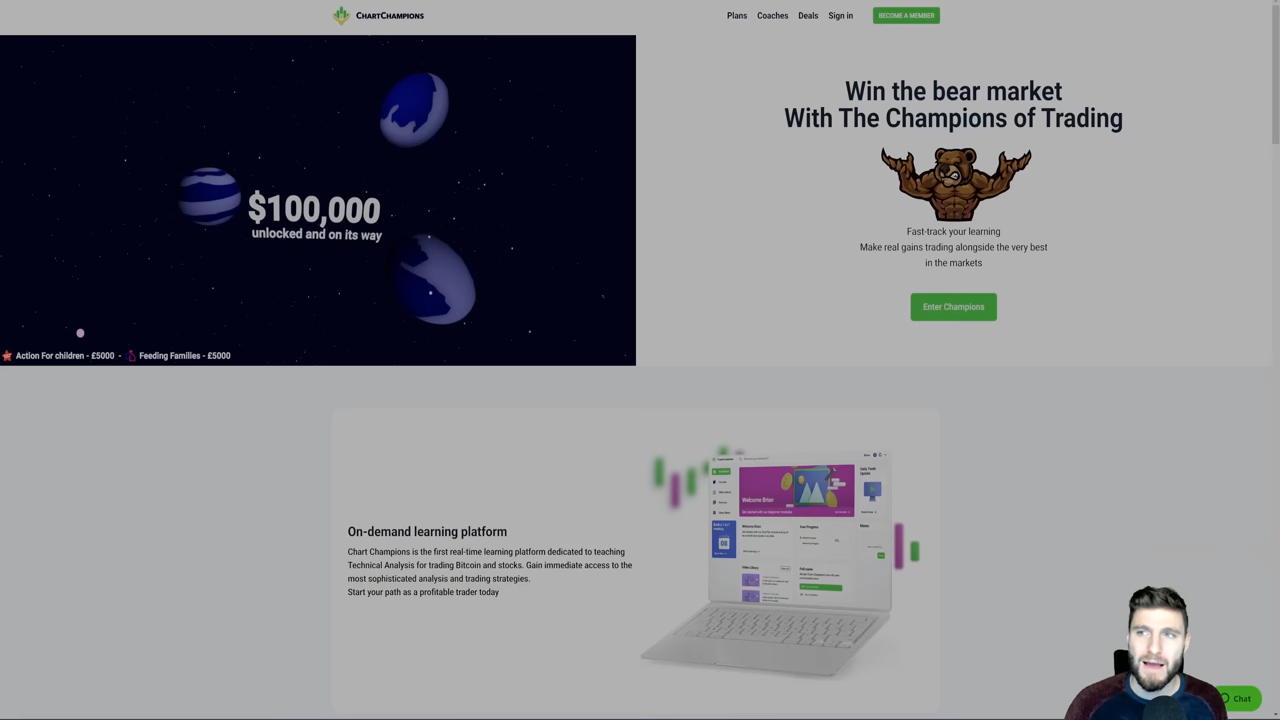 ChartChampions
Plans
Coaches
Deals
Sign in
BECOME A MEMBER
$100,000
unlocked and on its way
Action For children - £5000 - Feeding Families - £5000
Win the bear market
With The Champions of Trading
Fast-track your learning
Make real gains trading alongside the very best
in the markets
Enter Champions
On-demand learning platform
Chart Champions is the first real-time learning platform dedicated to teaching
Technical Analysis for trading Bitcoin and stocks. Gain immediate access to the
most sophisticated analysis and trading strategies.
Start your path as a profitable trader today
Welcome Brian
08
Chat